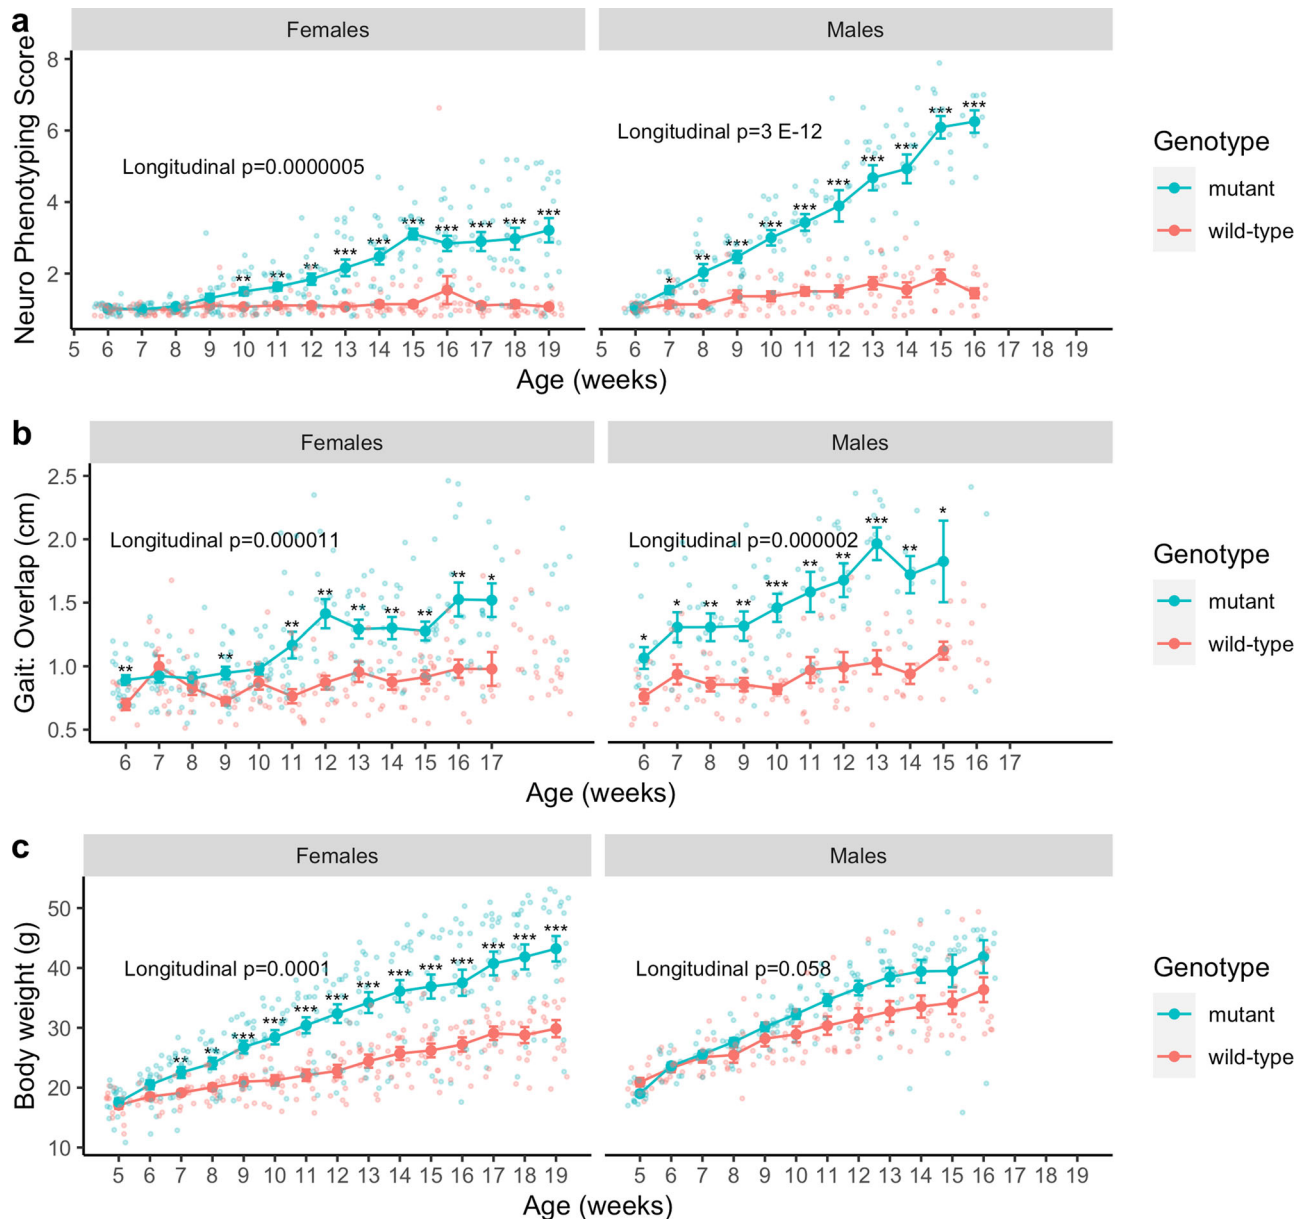 a
Females
Males
Neuro Phenotyping Score
8
6
4
2
Longitudinal p=0.0000005
** ** ** *** *** *** *** *** *** ***
Longitudinal p=3 E-12
* ** *** *** *** *** *** *** *** ***
5 6 7 8 9 10 11 12 13 14 15 16 17 18 19
5 6 7 8 9 10 11 12 13 14 15 16 17 18 19
Age (weeks)
Genotype
mutant
wild-type
b
Females
Males
Gait: Overlap (cm)
2.5
2.0
1.5
1.0
0.5
Longitudinal p=0.000011
** ** ** ** ** ** ** ** *
Longitudinal p=0.000002
* * ** ** *** ** ** *** ** *
6 7 8 9 10 11 12 13 14 15 16 17
6 7 8 9 10 11 12 13 14 15 16 17
Age (weeks)
Genotype
mutant
wild-type
c
Females
Males
Body weight (g)
50
40
30
20
10
Longitudinal p=0.0001
** ** *** *** *** *** *** *** *** *** *** *** ***
Longitudinal p=0.058
5 6 7 8 9 10 11 12 13 14 15 16 17 18 19
5 6 7 8 9 10 11 12 13 14 15 16 17 18 19
Age (weeks)
Genotype
mutant
wild-type